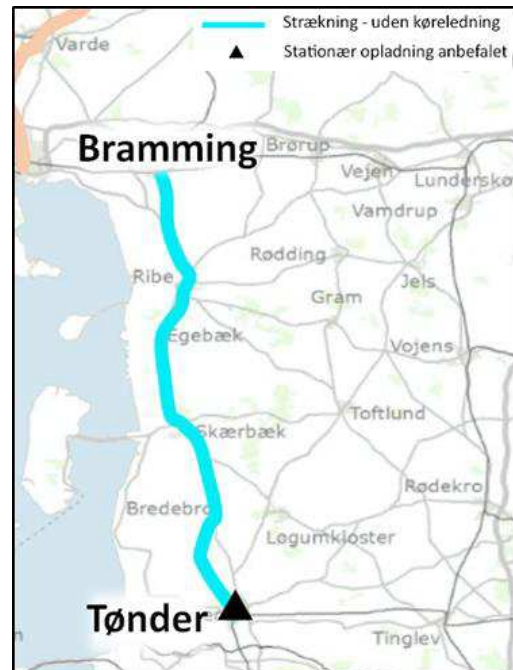 Strækning - uden køreledning
Stationær opladning anbefalet
Varde
Bramming
Brørup
Vejen
Lunderskov
Vamdrup
Ribe
Rødding
Jels
Gram
Egebæk
Vojens
Toftlund
Skærbæk
Rødekro
Bredebro
Løgumkloster
Tønder
Tinglev